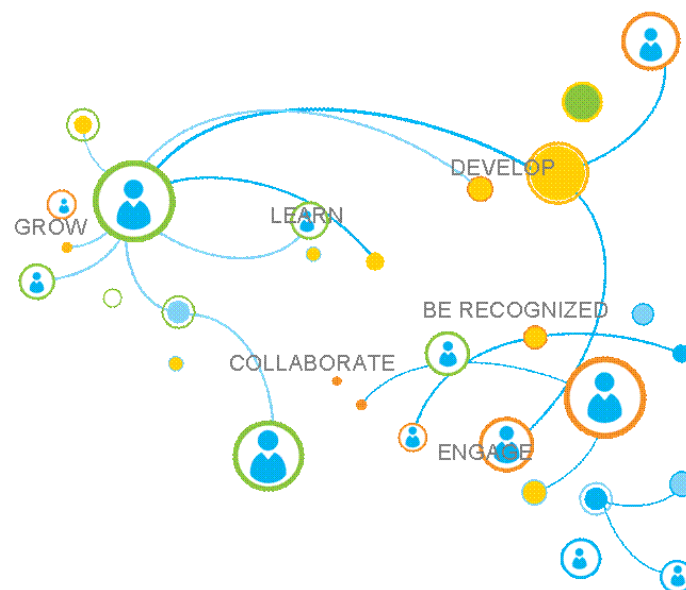 DEVELOP
LEARN
GROW
BE RECOGNIZED
COLLABORATE
ENGAGE